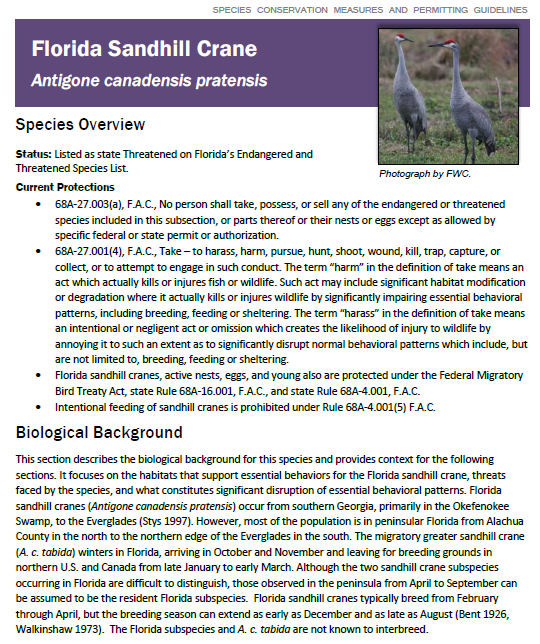 SPECIES CONSERVATION MEASURES AND PERMITTING GUIDELINES
Florida Sandhill Crane
Antigone canadensis pratensis
Species Overview
Status: Listed as state Threatened on Florida's Endangered and
Threatened Species List.
Photograph by FWC.
Current Protections
• 68A-27.003(a), F.A.C., No person shall take, possess, or sell any of the endangered or threatened
species included in this subsection, or parts thereof or their nests or eggs except as allowed by
specific federal or state permit or authorization.
• 68A-27.001(4), F.A.C., Take – to harass, harm, pursue, hunt, shoot, wound, kill, trap, capture, or
collect, or to attempt to engage in such conduct. The term "harm" in the definition of take means an
act which actually kills or injures fish or wildlife. Such act may include significant habitat modification
or degradation where it actually kills or injures wildlife by significantly impairing essential behavioral
patterns, including breeding, feeding or sheltering. The term "harass" in the definition of take means
an intentional or negligent act or omission which creates the likelihood of injury to wildlife by
annoying it to such an extent as to significantly disrupt normal behavioral patterns which include, but
are not limited to, breeding, feeding or sheltering.
• Florida sandhill cranes, active nests, eggs, and young also are protected under the Federal Migratory
Bird Treaty Act, state Rule 68A-16.001, F.A.C., and state Rule 68A-4.001, F.A.C.
• Intentional feeding of sandhill cranes is prohibited under Rule 68A-4.001(5) F.A.C.
Biological Background
This section describes the biological background for this species and provides context for the following
sections. It focuses on the habitats that support essential behaviors for the Florida sandhill crane, threats
faced by the species, and what constitutes significant disruption of essential behavioral patterns. Florida
sandhill cranes (Antigone canadensis pratensis) occur from southern Georgia, primarily in the Okefenokee
Swamp, to the Everglades (Stys 1997). However, most of the population is in peninsular Florida from Alachua
County in the north to the northern edge of the Everglades in the south. The migratory greater sandhill crane
(A. c. tabida) winters in Florida, arriving in October and November and leaving for breeding grounds in
northern U.S. and Canada from late January to early March. Although the two sandhill crane subspecies
occurring in Florida are difficult to distinguish, those observed in the peninsula from April to September can
be assumed to be the resident Florida subspecies. Florida sandhill cranes typically breed from February
through April, but the breeding season can extend as early as December and as late as August (Bent 1926,
Walkinshaw 1973). The Florida subspecies and A. c. tabida are not known to interbreed.